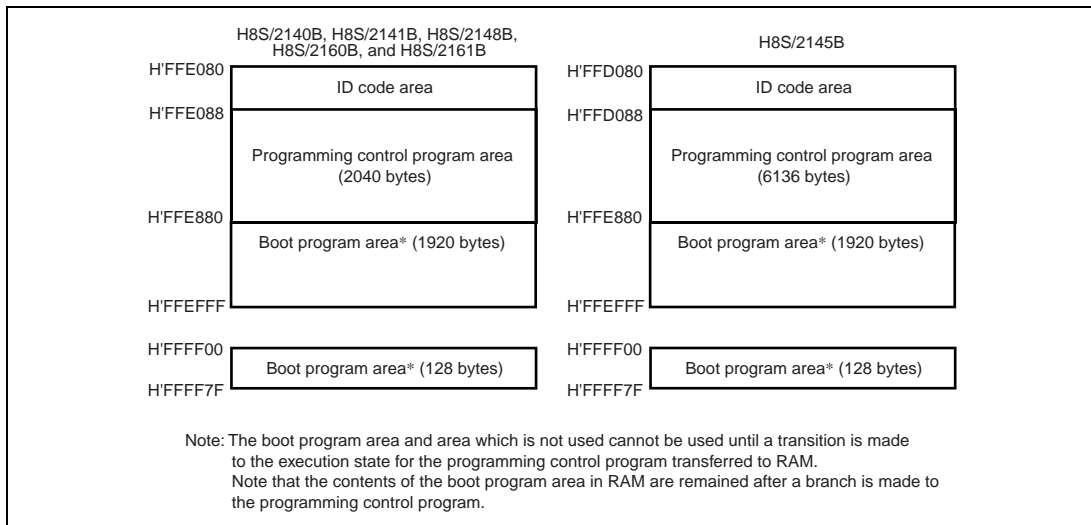 H8S/2140B, H8S/2141B, H8S/2148B,
H8S/2160B, and H8S/2161B
H'FFE080
ID code area
H'FFE088
Programming control program area
(2040 bytes)
H'FFE880
Boot program area* (1920 bytes)
H'FFEFFF
H'FFFF00
Boot program area* (128 bytes)
H'FFFF7F
H8S/2145B
H'FFD080
ID code area
H'FFD088
Programming control program area
(6136 bytes)
H'FFE880
Boot program area* (1920 bytes)
H'FFEFFF
H'FFFF00
Boot program area* (128 bytes)
H'FFFF7F
Note: The boot program area and area which is not used cannot be used until a transition is made
to the execution state for the programming control program transferred to RAM.
Note that the contents of the boot program area in RAM are remained after a branch is made to
the programming control program.